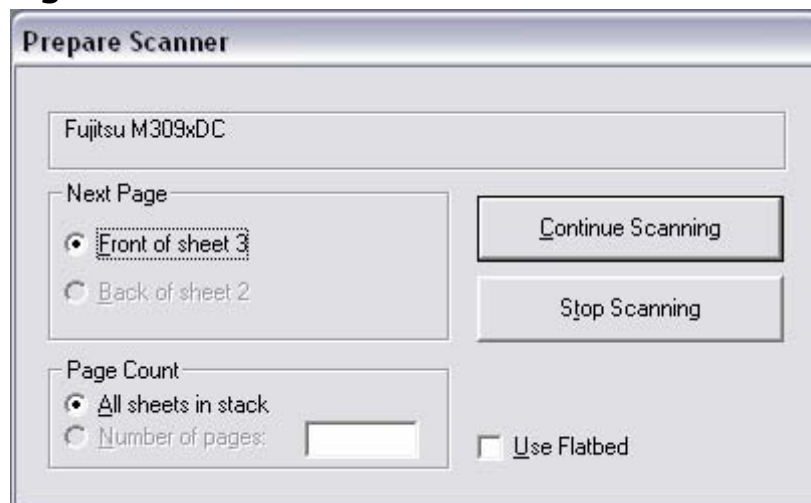 Prepare Scanner
Fujitsu M309xDC
Next Page
Front of sheet 3
Back of sheet 2
Continue Scanning
Stop Scanning
Page Count
All sheets in stack
Number of pages:
Use Flatbed